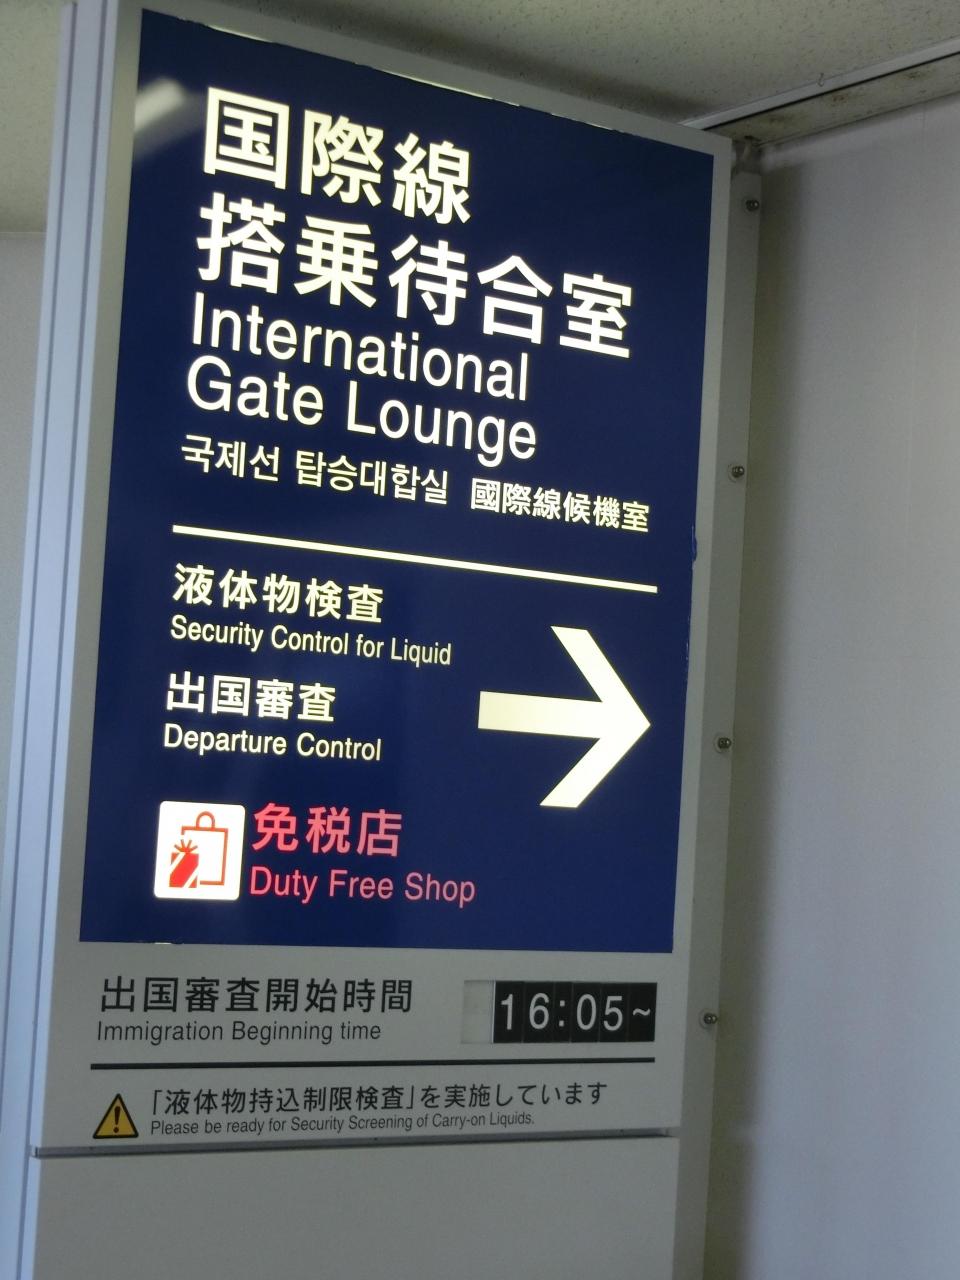 国際線
搭乗待合室
International
Gate Lounge
국제선 탑승대합실 國際線候機室
液体物検査
Security Control for Liquid
出国審査
Departure Control
免税店
Duty Free Shop
出国審査開始時間
Immigration Beginning time
16:05~
「液体物持込制限検査」を実施しています
Please be ready for Security Screening of Carry-on Liquids.